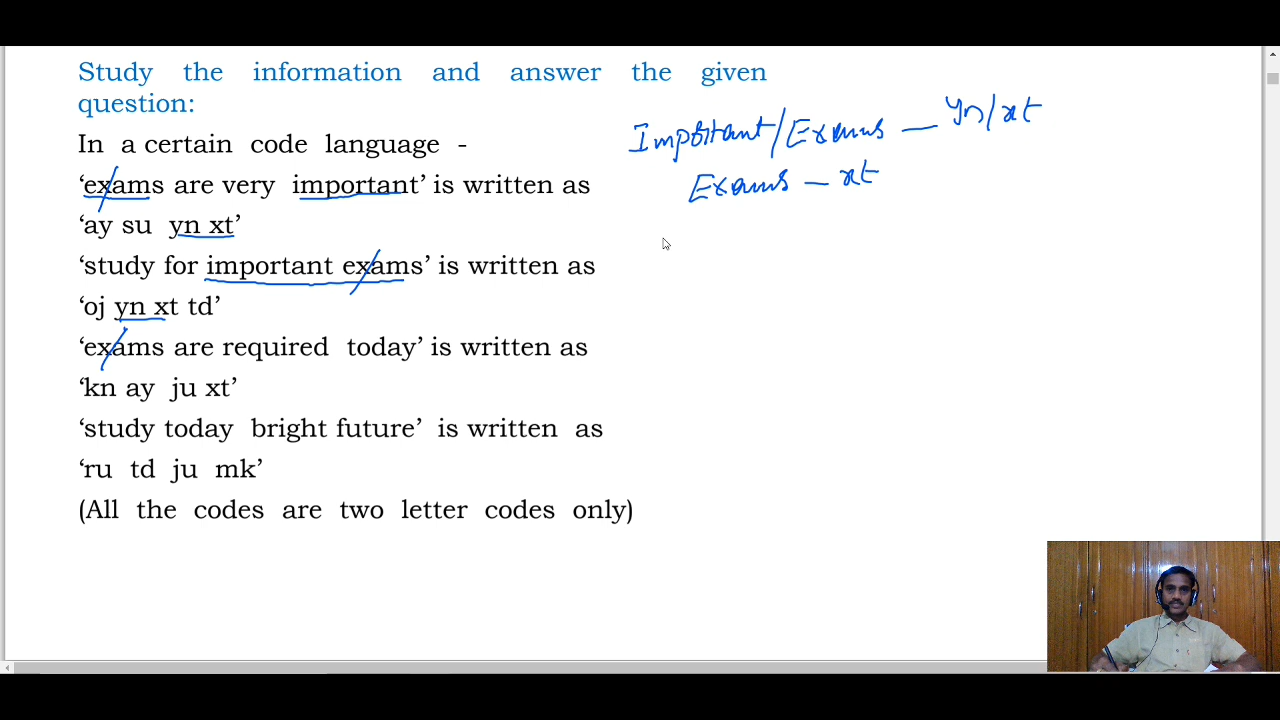 Study the information and answer the given
question:
In a certain code language -
‘exams are very important’ is written as
‘ay su yn xt’
‘study for important exams’ is written as
‘oj yn xt td’
‘exams are required today’ is written as
‘kn ay ju xt’
‘study today bright future’ is written as
‘ru td ju mk’
(All the codes are two letter codes only)
Important/Exams — yn/xt
Exams — xt